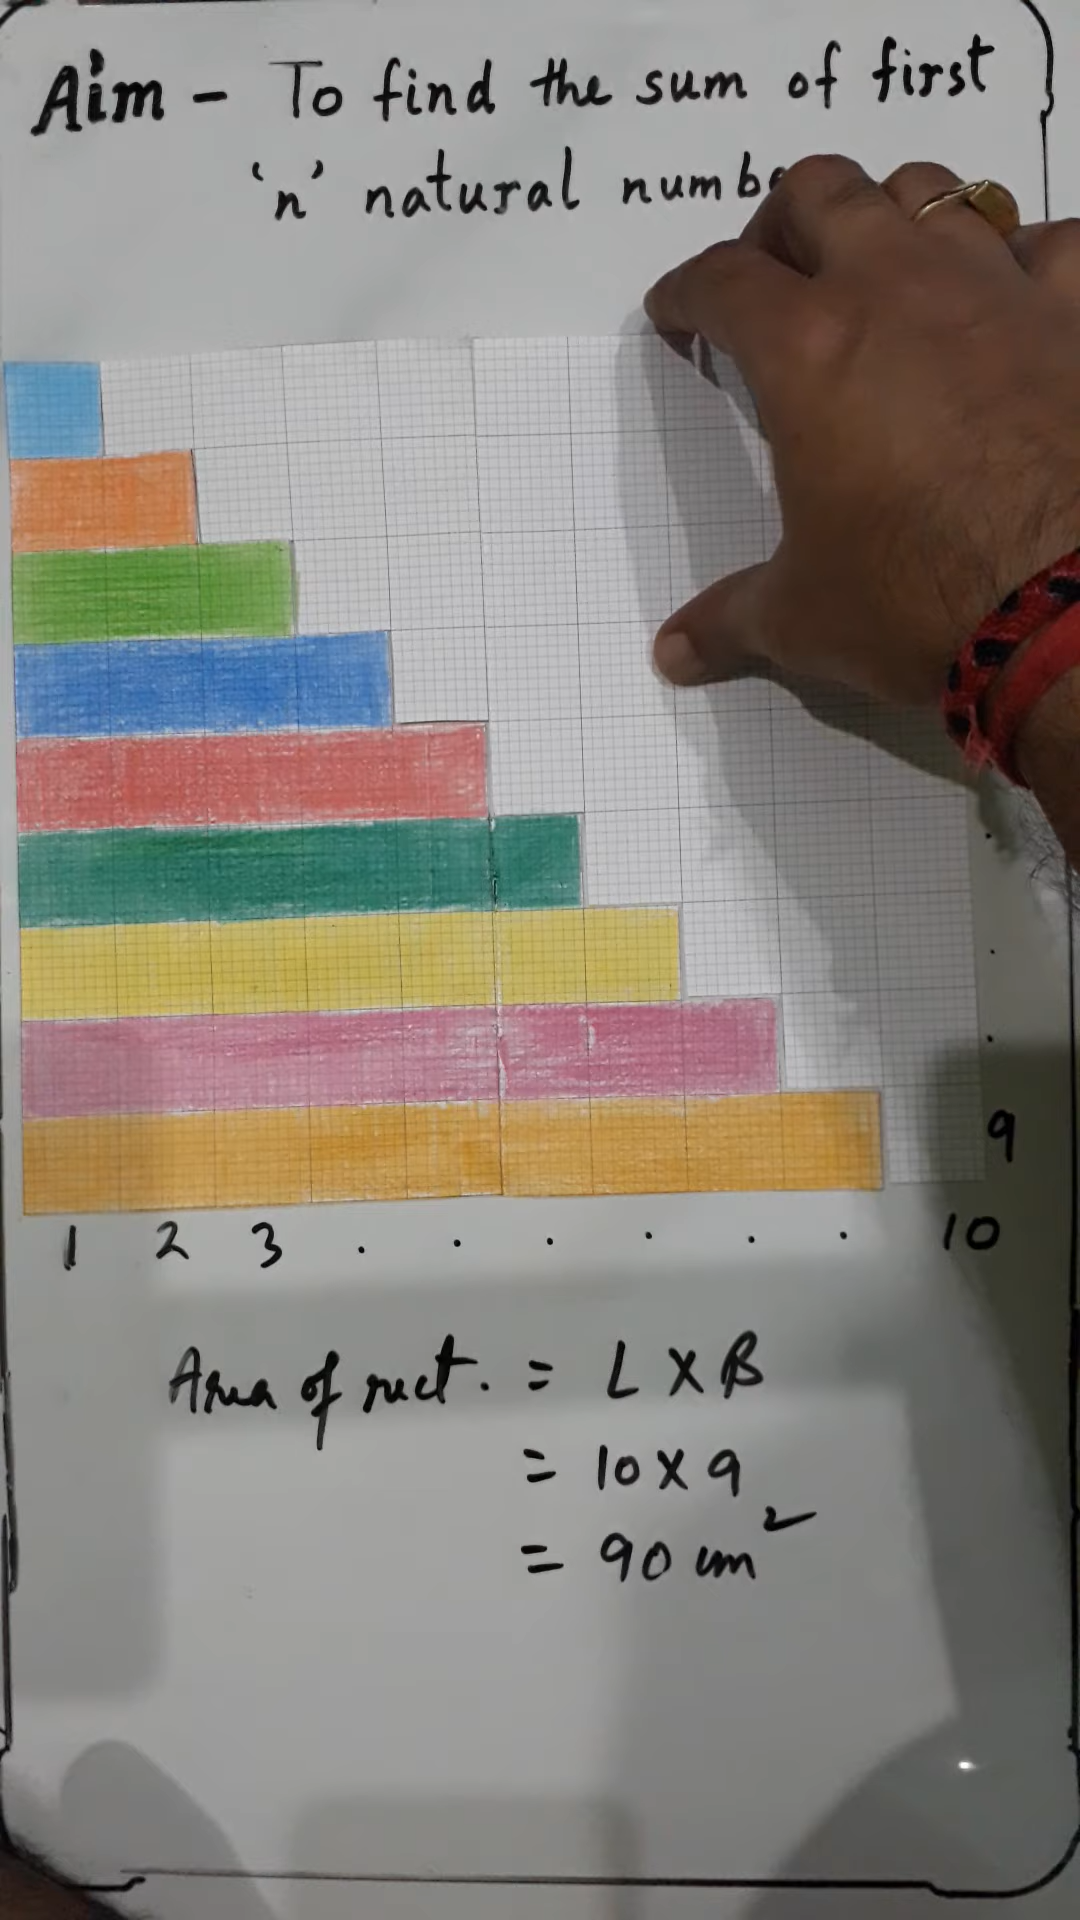 Aim - To find the sum of first
'n' natural numbe
9
1 2 3 . . . . . . 10
Area of rect. = L X B
= 10 X 9
= 90 cm²